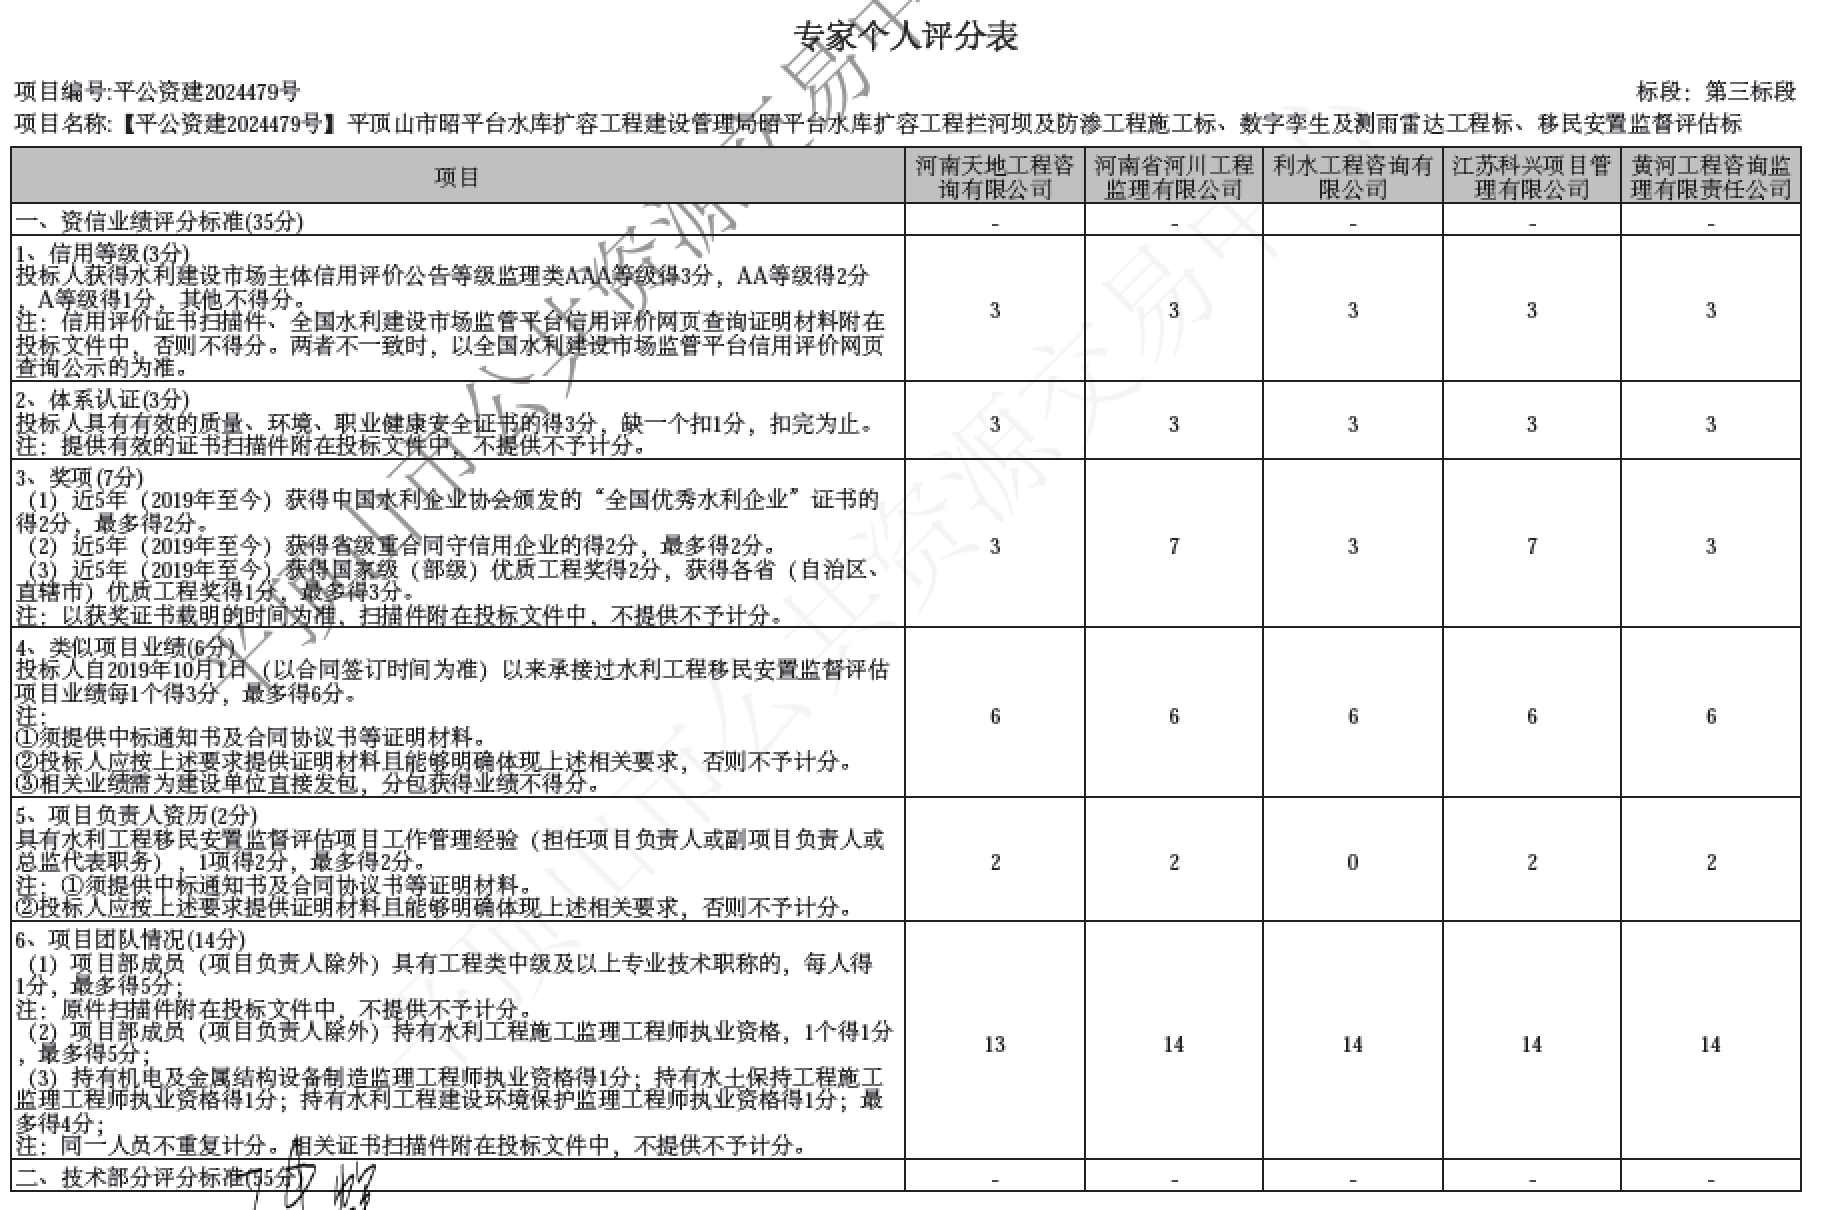 专家个人评分表
项目编号:平公资建2024479号 标段：第三标段
项目名称:【平公资建2024479号】平顶山市昭平台水库扩容工程建设管理局昭平台水库扩容工程拦河坝及防渗工程施工标、数字孪生及测雨雷达工程标、移民安置监督评估标
项目 河南天地工程咨询有限公司 河南省河川工程监理有限公司 利水工程咨询有限公司 江苏科兴项目管理有限公司 黄河工程咨询监理有限责任公司
一、资信业绩评分标准(35分) - - - - -
1、信用等级(3分)
投标人获得水利建设市场主体信用评价公告等级监理类AAA等级得3分，AA等级得2分
，A等级得1分，其他不得分。
注：信用评价证书扫描件、全国水利建设市场监管平台信用评价网页查询证明材料附在
投标文件中，否则不得分。两者不一致时，以全国水利建设市场监管平台信用评价网页
查询公示的为准。
3 3 3 3 3
2、体系认证(3分)
投标人具有有效的质量、环境、职业健康安全证书的得3分，缺一个扣1分，扣完为止。
注：提供有效的证书扫描件附在投标文件中，不提供不予计分。
3 3 3 3 3
3、奖项(7分)
（1）近5年（2019年至今）获得中国水利企业协会颁发的“全国优秀水利企业”证书的
得2分，最多得2分。
（2）近5年（2019年至今）获得省级重合同守信用企业的得2分，最多得2分。
（3）近5年（2019年至今）获得国家级（部级）优质工程奖得2分，获得各省（自治区、
直辖市）优质工程奖得1分，最多得3分。
注：以获奖证书载明的时间为准，扫描件附在投标文件中，不提供不予计分。
3 7 3 7 3
4、类似项目业绩(6分)
投标人自2019年10月1日（以合同签订时间为准）以来承接过水利工程移民安置监督评估
项目业绩每1个得3分，最多得6分。
注：
①须提供中标通知书及合同协议书等证明材料。
②投标人应按上述要求提供证明材料且能够明确体现上述相关要求，否则不予计分。
③相关业绩需为建设单位直接发包，分包获得业绩不得分。
6 6 6 6 6
5、项目负责人资历(2分)
具有水利工程移民安置监督评估项目工作管理经验（担任项目负责人或副项目负责人或
总监代表职务），1项得2分，最多得2分。
注：①须提供中标通知书及合同协议书等证明材料。
②投标人应按上述要求提供证明材料且能够明确体现上述相关要求，否则不予计分。
2 2 0 2 2
6、项目团队情况(14分)
（1）项目部成员（项目负责人除外）具有工程类中级及以上专业技术职称的，每人得
1分，最多得5分；
注：原件扫描件附在投标文件中，不提供不予计分。
（2）项目部成员（项目负责人除外）持有水利工程施工监理工程师执业资格，1个得1分
，最多得5分；
（3）持有机电及金属结构设备制造监理工程师执业资格得1分；持有水土保持工程施工
监理工程师执业资格得1分；持有水利工程建设环境保护监理工程师执业资格得1分；最
多得4分；
注：同一人员不重复计分。相关证书扫描件附在投标文件中，不提供不予计分。
13 14 14 14 14
二、技术部分评分标准(55分) - - - - -
平顶山市公共资源交易中
平顶山市公共资源交易中心